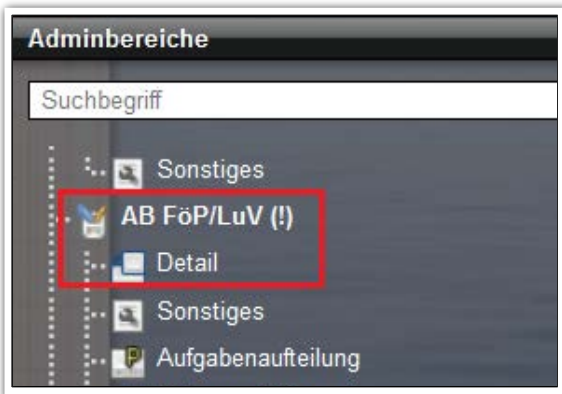 Adminbereiche
Suchbegriff
Sonstiges
AB FöP/LuV (!)
Detail
Sonstiges
Aufgabenaufteilung